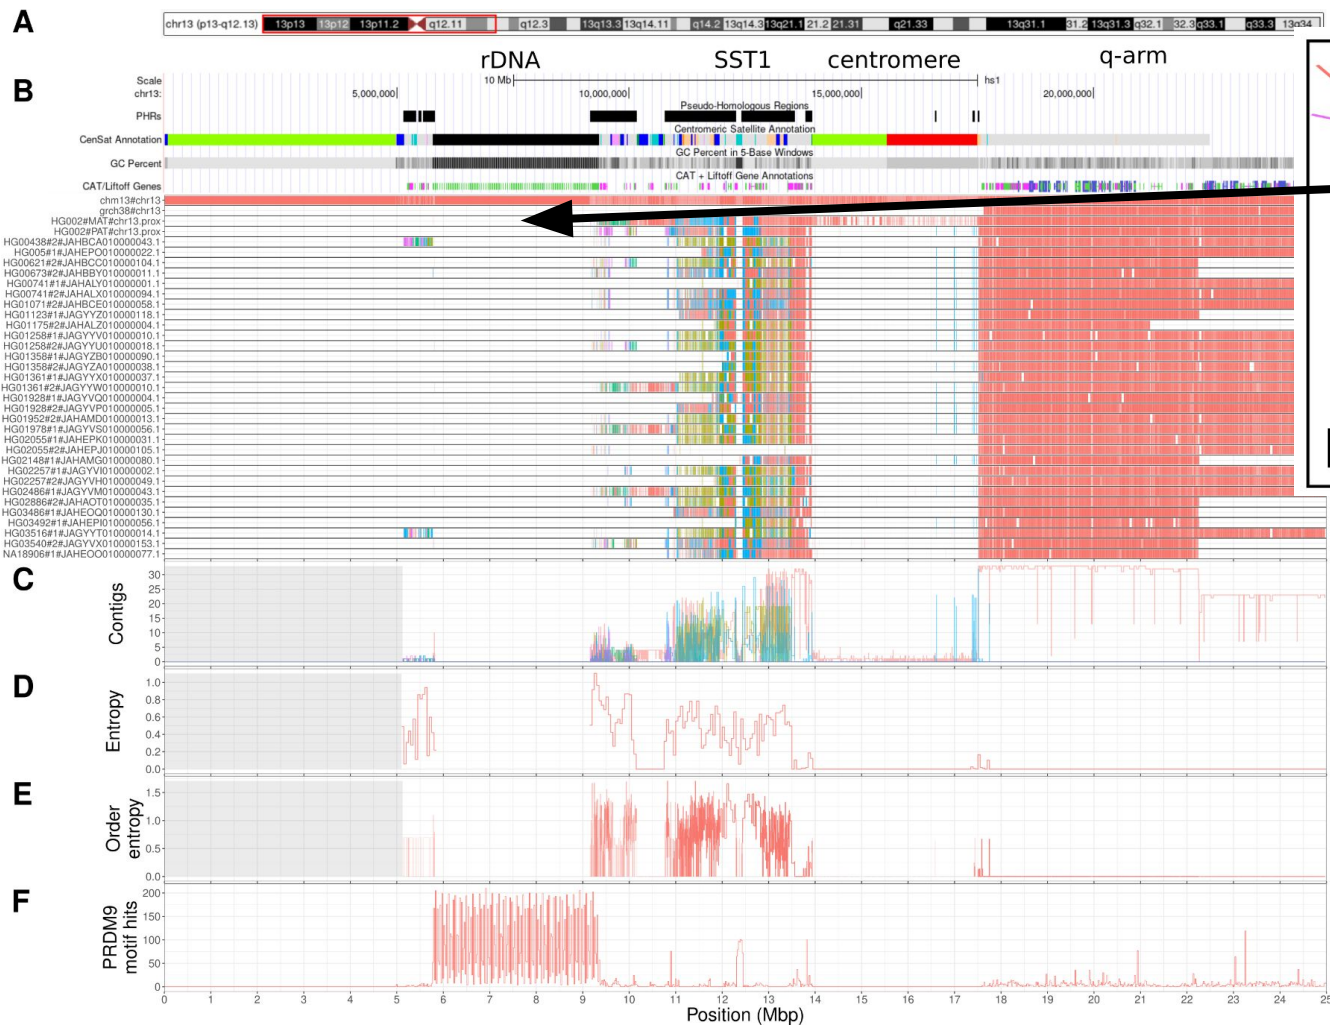 A
chr13 (p13-q12.13) 13p13 13p12 13p11.2 q12.11 q12.3 13q13.3 13q14.11 q14.2 13q14.3 13q21.1 21.2 21.31 q21.33 13q31.1 31.2 13q31.3 q32.1 32.3 q33.1 q33.3 13q34
rDNA SST1 centromere q-arm
B
Scale 10 Mb hs1
chr13: 5,000,000 10,000,000 15,000,000 20,000,000
Pseudo-Homologous Regions
PHRs
Centromeric Satellite Annotation
CenSat Annotation
GC Percent in 5-Base Windows
GC Percent
CAT + Liftoff Gene Annotations
CAT/Liftoff Genes
chm13#chr13
grch38#chr13
HG002#MAT#chr13.prox
HG002#PAT#chr13.prox
HG00438#2#JAHBCA010000043.1
HG005#1#JAHEPO010000022.1
HG00621#2#JAHBCC010000104.1
HG00673#2#JAHBBY010000011.1
HG00741#1#JAHALY010000001.1
HG00741#2#JAHALX010000094.1
HG01071#2#JAHBCE010000058.1
HG01123#1#JAGYYZ010000118.1
HG01175#2#JAHALZ010000004.1
HG01258#1#JAGYYV010000010.1
HG01258#2#JAGYYU010000018.1
HG01358#1#JAGYZB010000090.1
HG01358#2#JAGYZA010000038.1
HG01361#1#JAGYYX010000037.1
HG01361#2#JAGYYW010000010.1
HG01928#1#JAGYVQ010000004.1
HG01928#2#JAGYVP010000005.1
HG01952#2#JAHAMD010000013.1
HG01978#1#JAGYVS010000056.1
HG02055#1#JAHEPK010000031.1
HG02055#2#JAHEPJ010000105.1
HG02148#1#JAHAMG010000080.1
HG02257#1#JAGYVI010000002.1
HG02257#2#JAGYVH010000049.1
HG02486#1#JAGYVM010000043.1
HG02886#2#JAHAOT010000035.1
HG03486#1#JAHEOQ010000130.1
HG03492#1#JAHEPI010000056.1
HG03516#1#JAGYYT010000014.1
HG03540#2#JAGYVX010000153.1
NA18906#1#JAHEOO010000077.1
C
Contigs
30
25
20
15
10
5
0
D
Entropy
1.0
0.8
0.6
0.4
0.2
0.0
E
Order
entropy
1.5
1.0
0.5
0.0
F
PRDM9
motif hits
200
150
100
50
0
0 1 2 3 4 5 6 7 8 9 10 11 12 13 14 15 16 17 18 19 20 21 22 23 24 25
Position (Mbp)